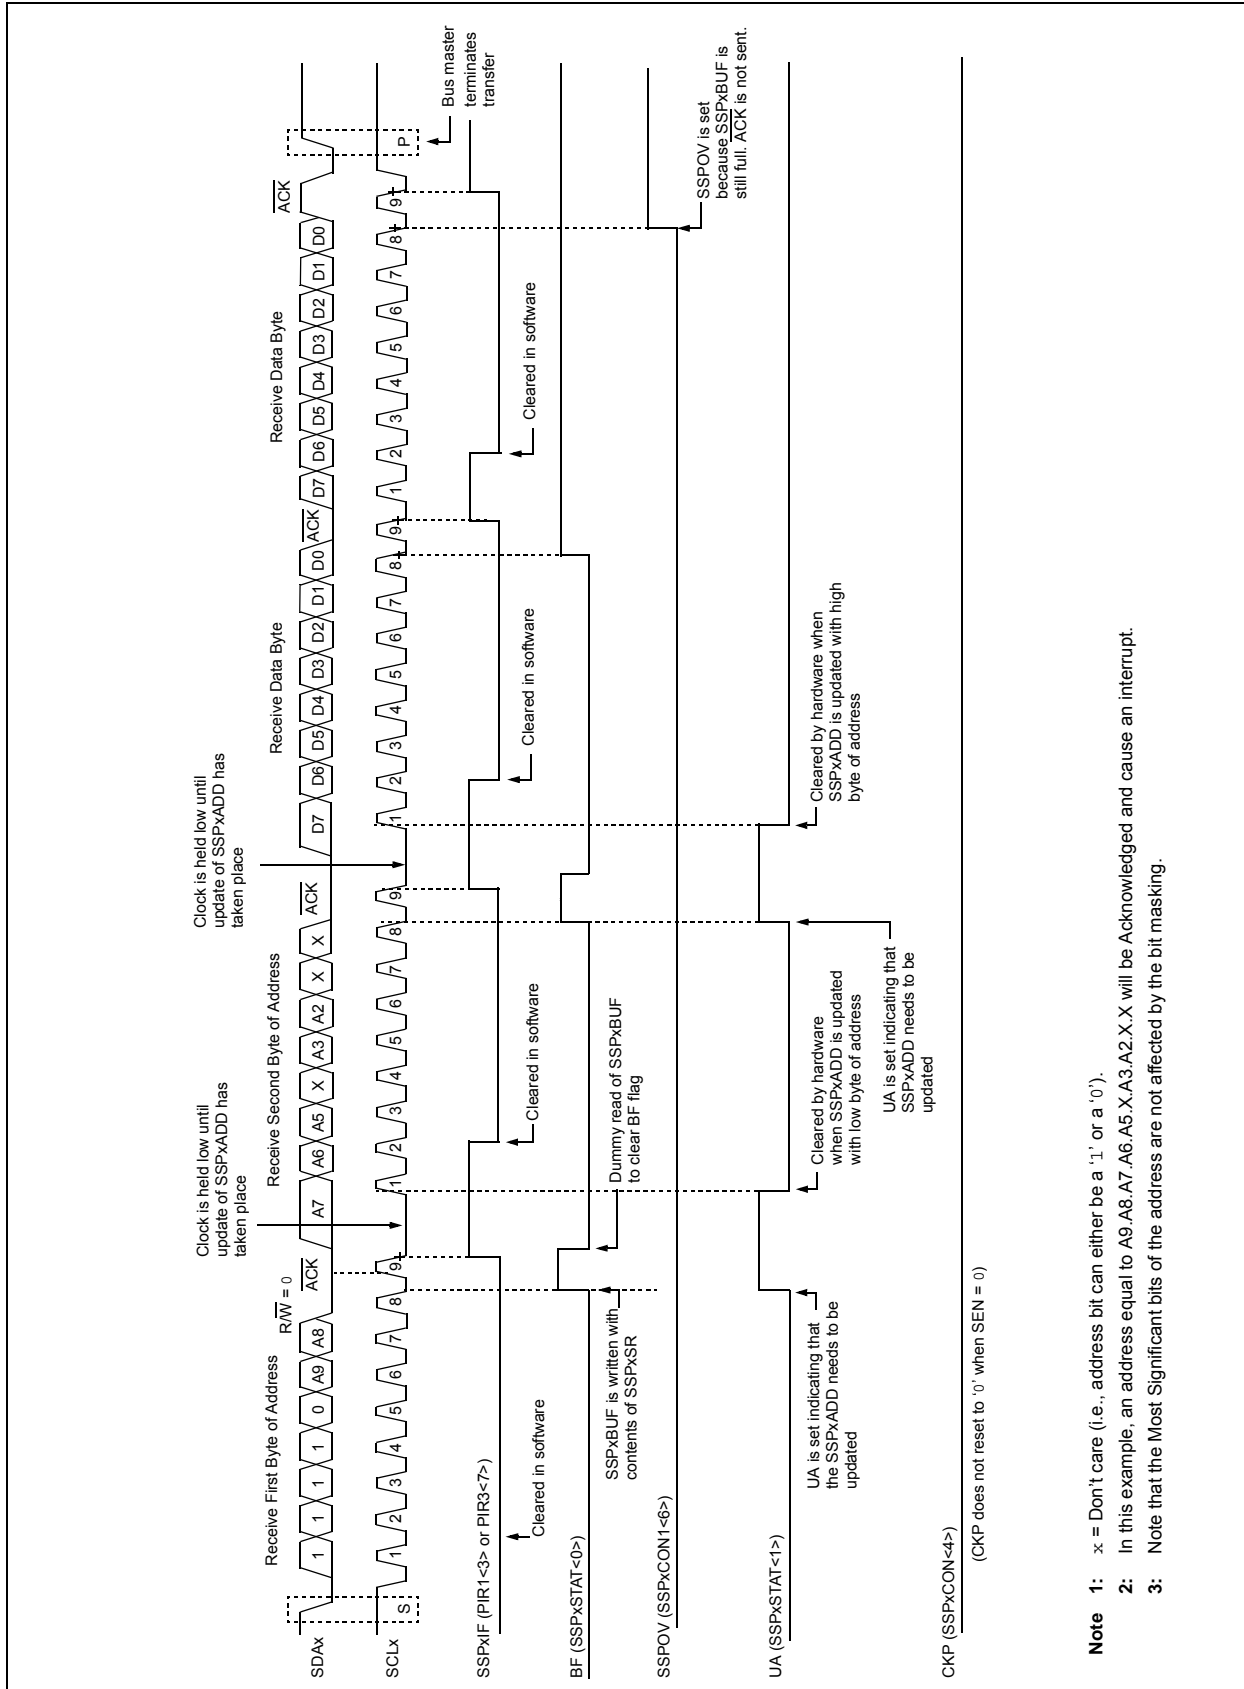 Receive First Byte of Address
R/W = 0
ACK
Clock is held low until
update of SSPxADD has
taken place
Receive Second Byte of Address
ACK
Clock is held low until
update of SSPxADD has
taken place
Receive Data Byte
ACK
Receive Data Byte
ACK
SDAx
1 1 1 1 0 A9 A8
A7 A6 A5 X A3 A2 X X
D7 D6 D5 D4 D3 D2 D1 D0
D7 D6 D5 D4 D3 D2 D1 D0
SCLx
S
1 2 3 4 5 6 7 8 9
1 2 3 4 5 6 7 8 9
1 2 3 4 5 6 7 8 9
1 2 3 4 5 6 7 8 9
P
Bus master
terminates
transfer
SSPxIF (PIR1<3> or PIR3<7>)
Cleared in software
Cleared in software
Cleared in software
Cleared in software
BF (SSPxSTAT<0>)
SSPxBUF is written with
contents of SSPxSR
Dummy read of SSPxBUF
to clear BF flag
SSPOV (SSPxCON1<6>)
SSPOV is set
because SSPxBUF is
still full. ACK is not sent.
UA (SSPxSTAT<1>)
UA is set indicating that
the SSPxADD needs to be
updated
Cleared by hardware
when SSPxADD is updated
with low byte of address
UA is set indicating that
SSPxADD needs to be
updated
Cleared by hardware when
SSPxADD is updated with high
byte of address
CKP (SSPxCON<4>)
(CKP does not reset to ‘0’ when SEN = 0)
Note 1: x = Don’t care (i.e., address bit can either be a ‘1’ or a ‘0’).
2: In this example, an address equal to A9.A8.A7.A6.A5.X.A3.A2.X.X will be Acknowledged and cause an interrupt.
3: Note that the Most Significant bits of the address are not affected by the bit masking.